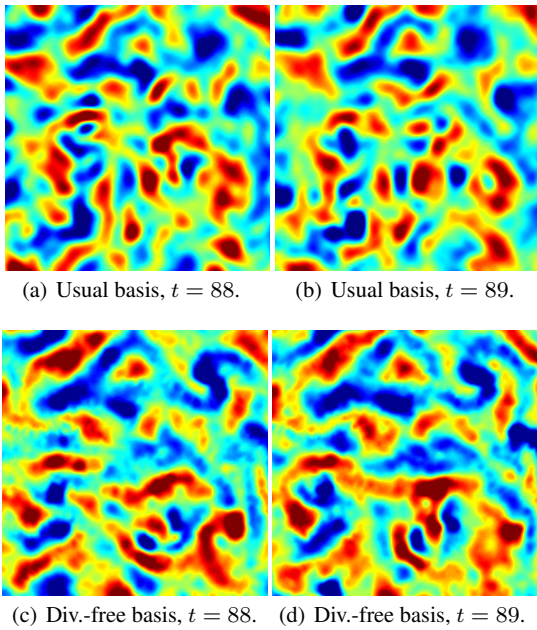 (a) Usual basis, t = 88.
(b) Usual basis, t = 89.
(c) Div.-free basis, t = 88.
(d) Div.-free basis, t = 89.